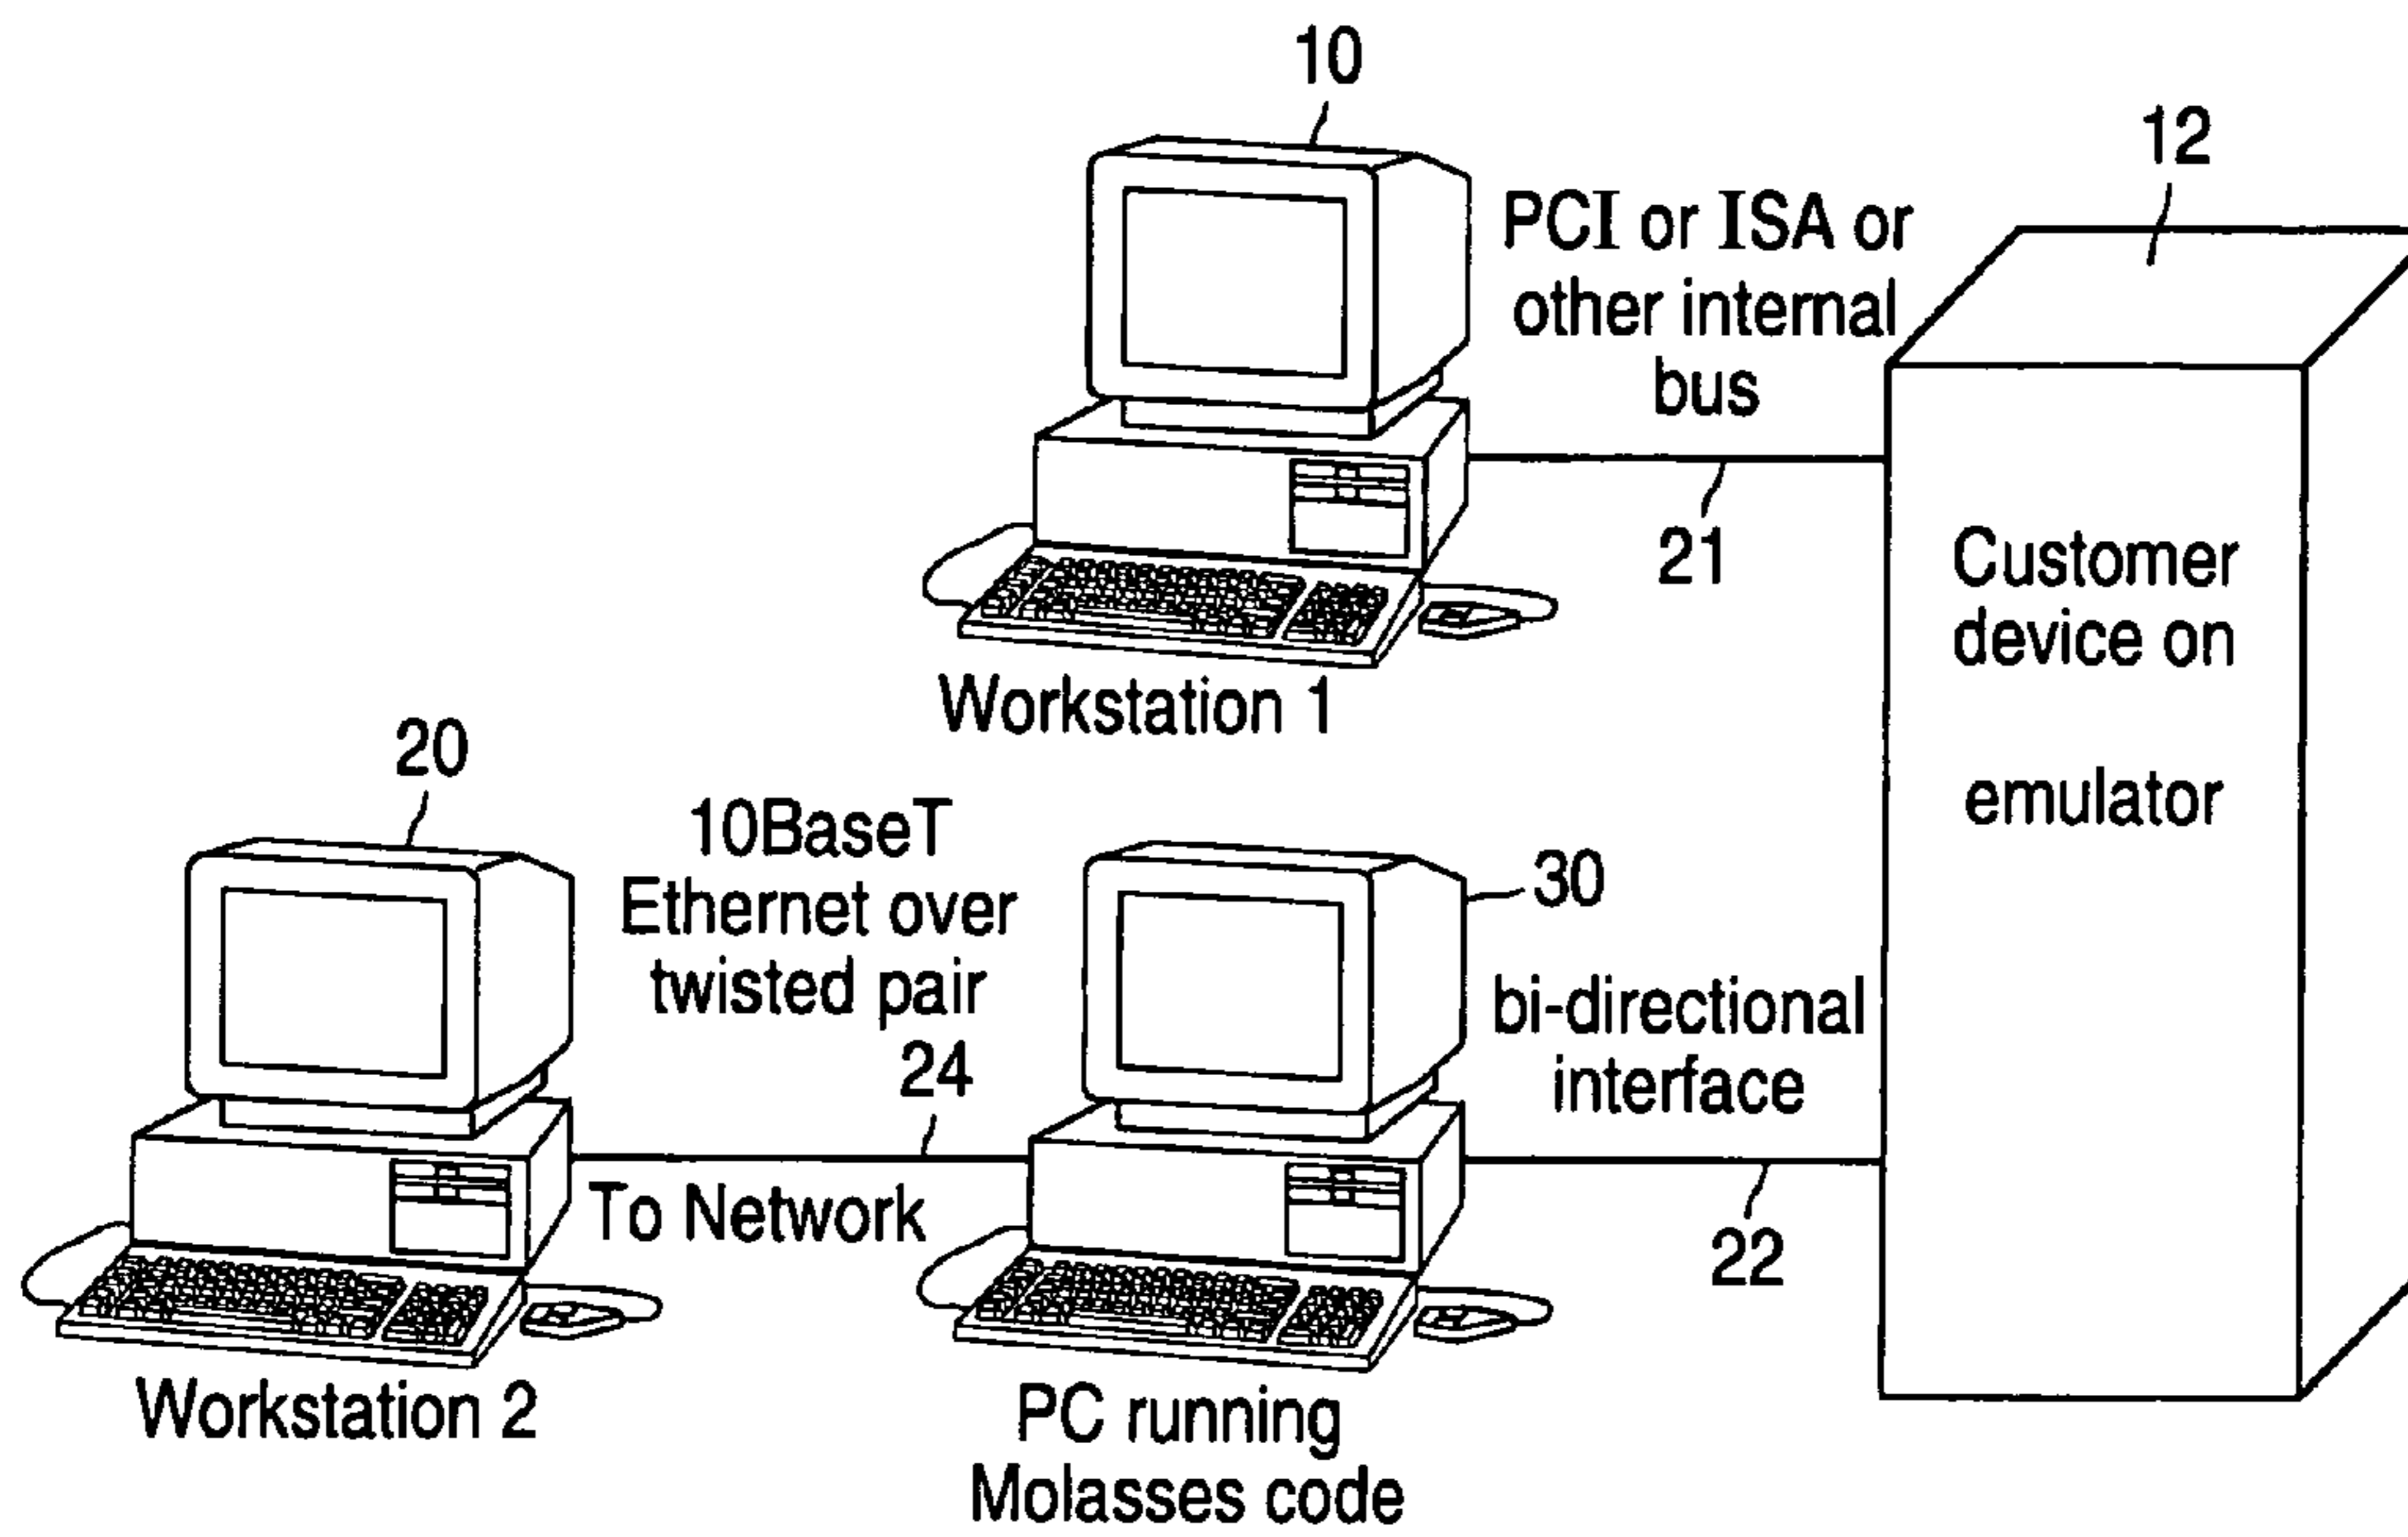 10
12
PCI or ISA or
other internal
bus
21
Customer
device on
emulator
Workstation 1
20
10BaseT
Ethernet over
twisted pair
24
30
bi-directional
interface
To Network
22
Workstation 2
PC running
Molasses code